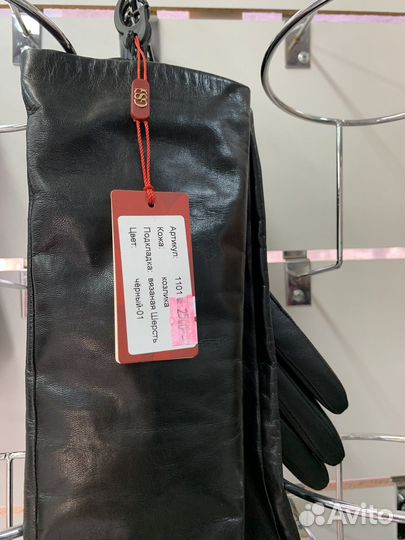 Артикул: 1101
Кожа: козлика
Подкладка: вязаная Шерсть
Цвет: чёрный-01
Avito